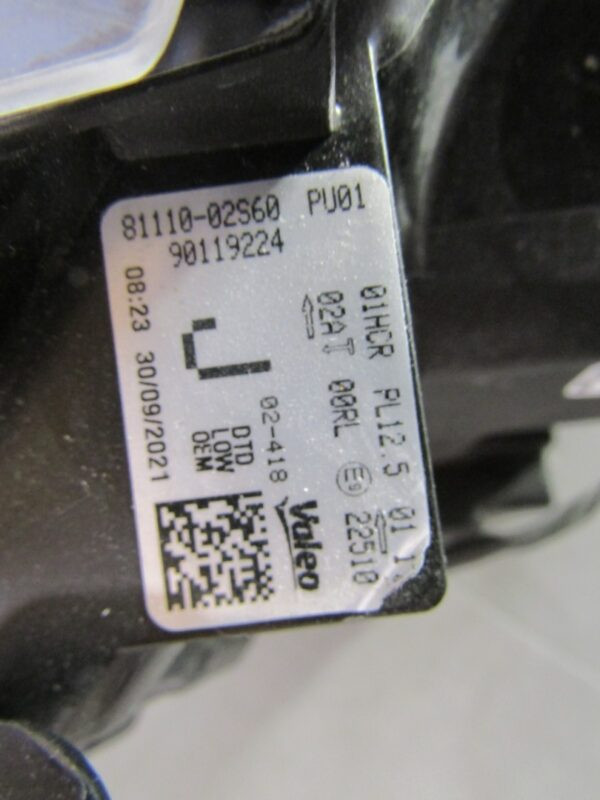 81110-02S60 PU01
90119224
08:23 30/09/2021
J
02-418
DTD
LOW
OEM
Valeo
01HCR PL12.5 01
02A 00RL E9 22510